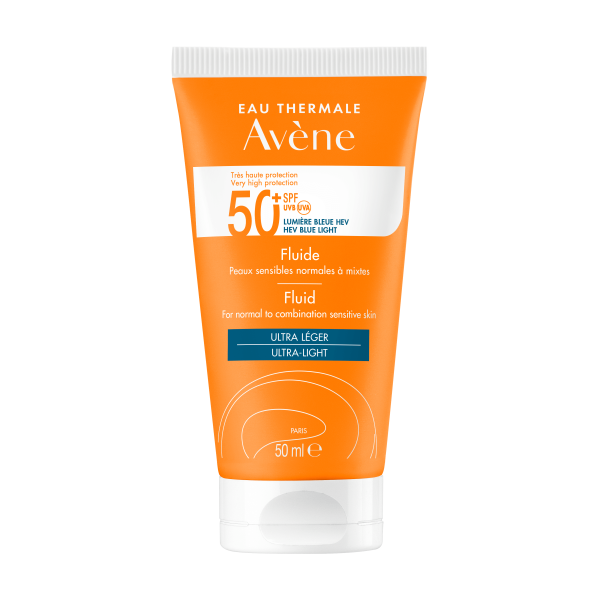 EAU THERMALE
Avène
Très haute protection
Very high protection
50+ SPF
UVB UVA
LUMIÈRE BLEUE HEV
HEV BLUE LIGHT
Fluide
Peaux sensibles normales à mixtes
Fluid
For normal to combination sensitive skin
ULTRA LÉGER
ULTRA-LIGHT
PARIS
50 ml ℮